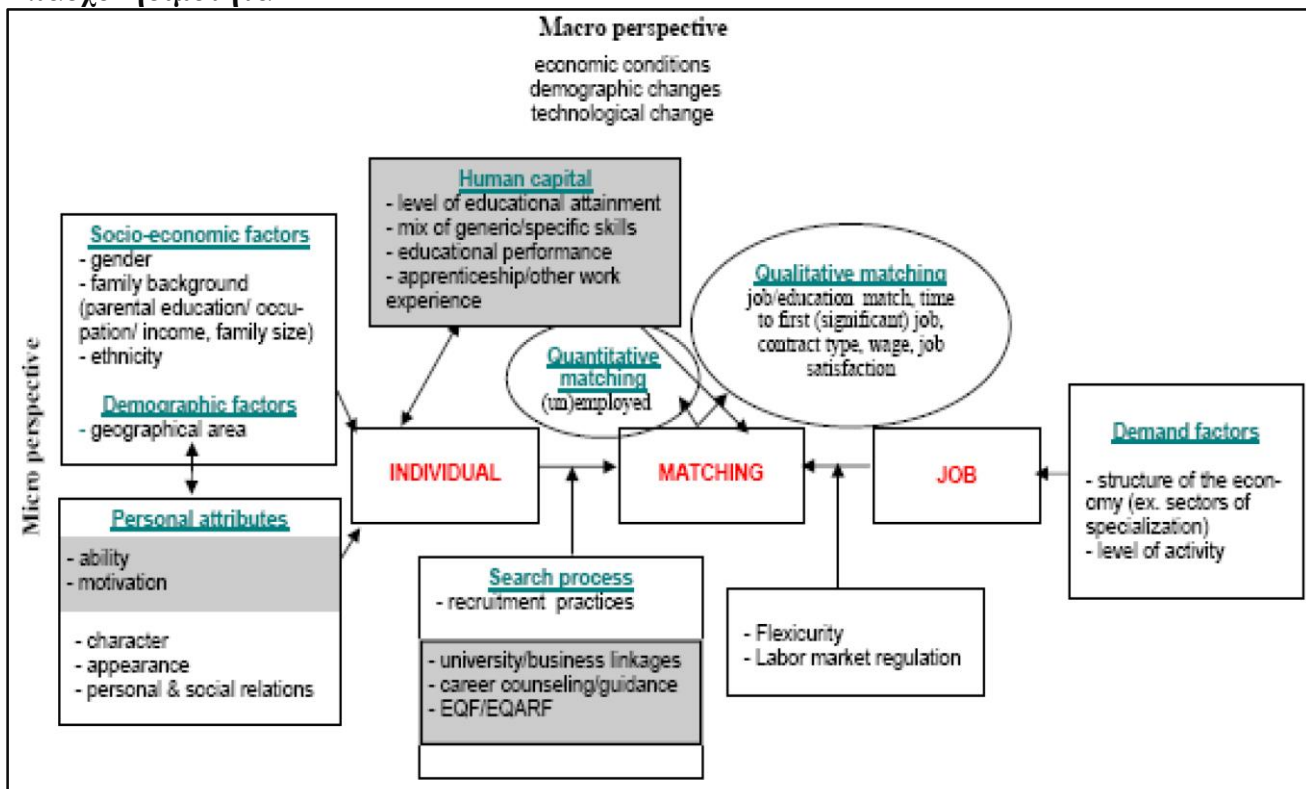 Macro perspective
economic conditions
demographic changes
technological change
Micro perspective
Human capital
- level of educational attainment
- mix of generic/specific skills
- educational performance
- apprenticeship/other work
experience
Socio-economic factors
- gender
- family background
(parental education/ occu-
pation/ income, family size)
- ethnicity
Demographic factors
- geographical area
Qualitative matching
job/education match, time
to first (significant) job,
contract type, wage, job
satisfaction
Quantitative
matching
(un)employed
INDIVIDUAL
MATCHING
JOB
Demand factors
- structure of the econ-
omy (ex. sectors of
specialization)
- level of activity
Personal attributes
- ability
- motivation
- character
- appearance
- personal & social relations
Search process
- recruitment practices
- university/business linkages
- career counseling/guidance
- EQF/EQARF
- Flexicurity
- Labor market regulation